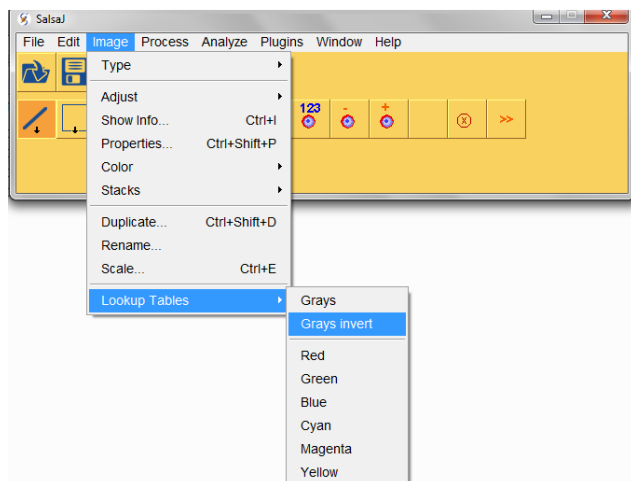 SalsaJ
File Edit Image Process Analyze Plugins Window Help
Type
Adjust
Show Info... Ctrl+I
Properties... Ctrl+Shift+P
Color
Stacks
Duplicate... Ctrl+Shift+D
Rename...
Scale... Ctrl+E
Lookup Tables
123
>>
Grays
Grays invert
Red
Green
Blue
Cyan
Magenta
Yellow